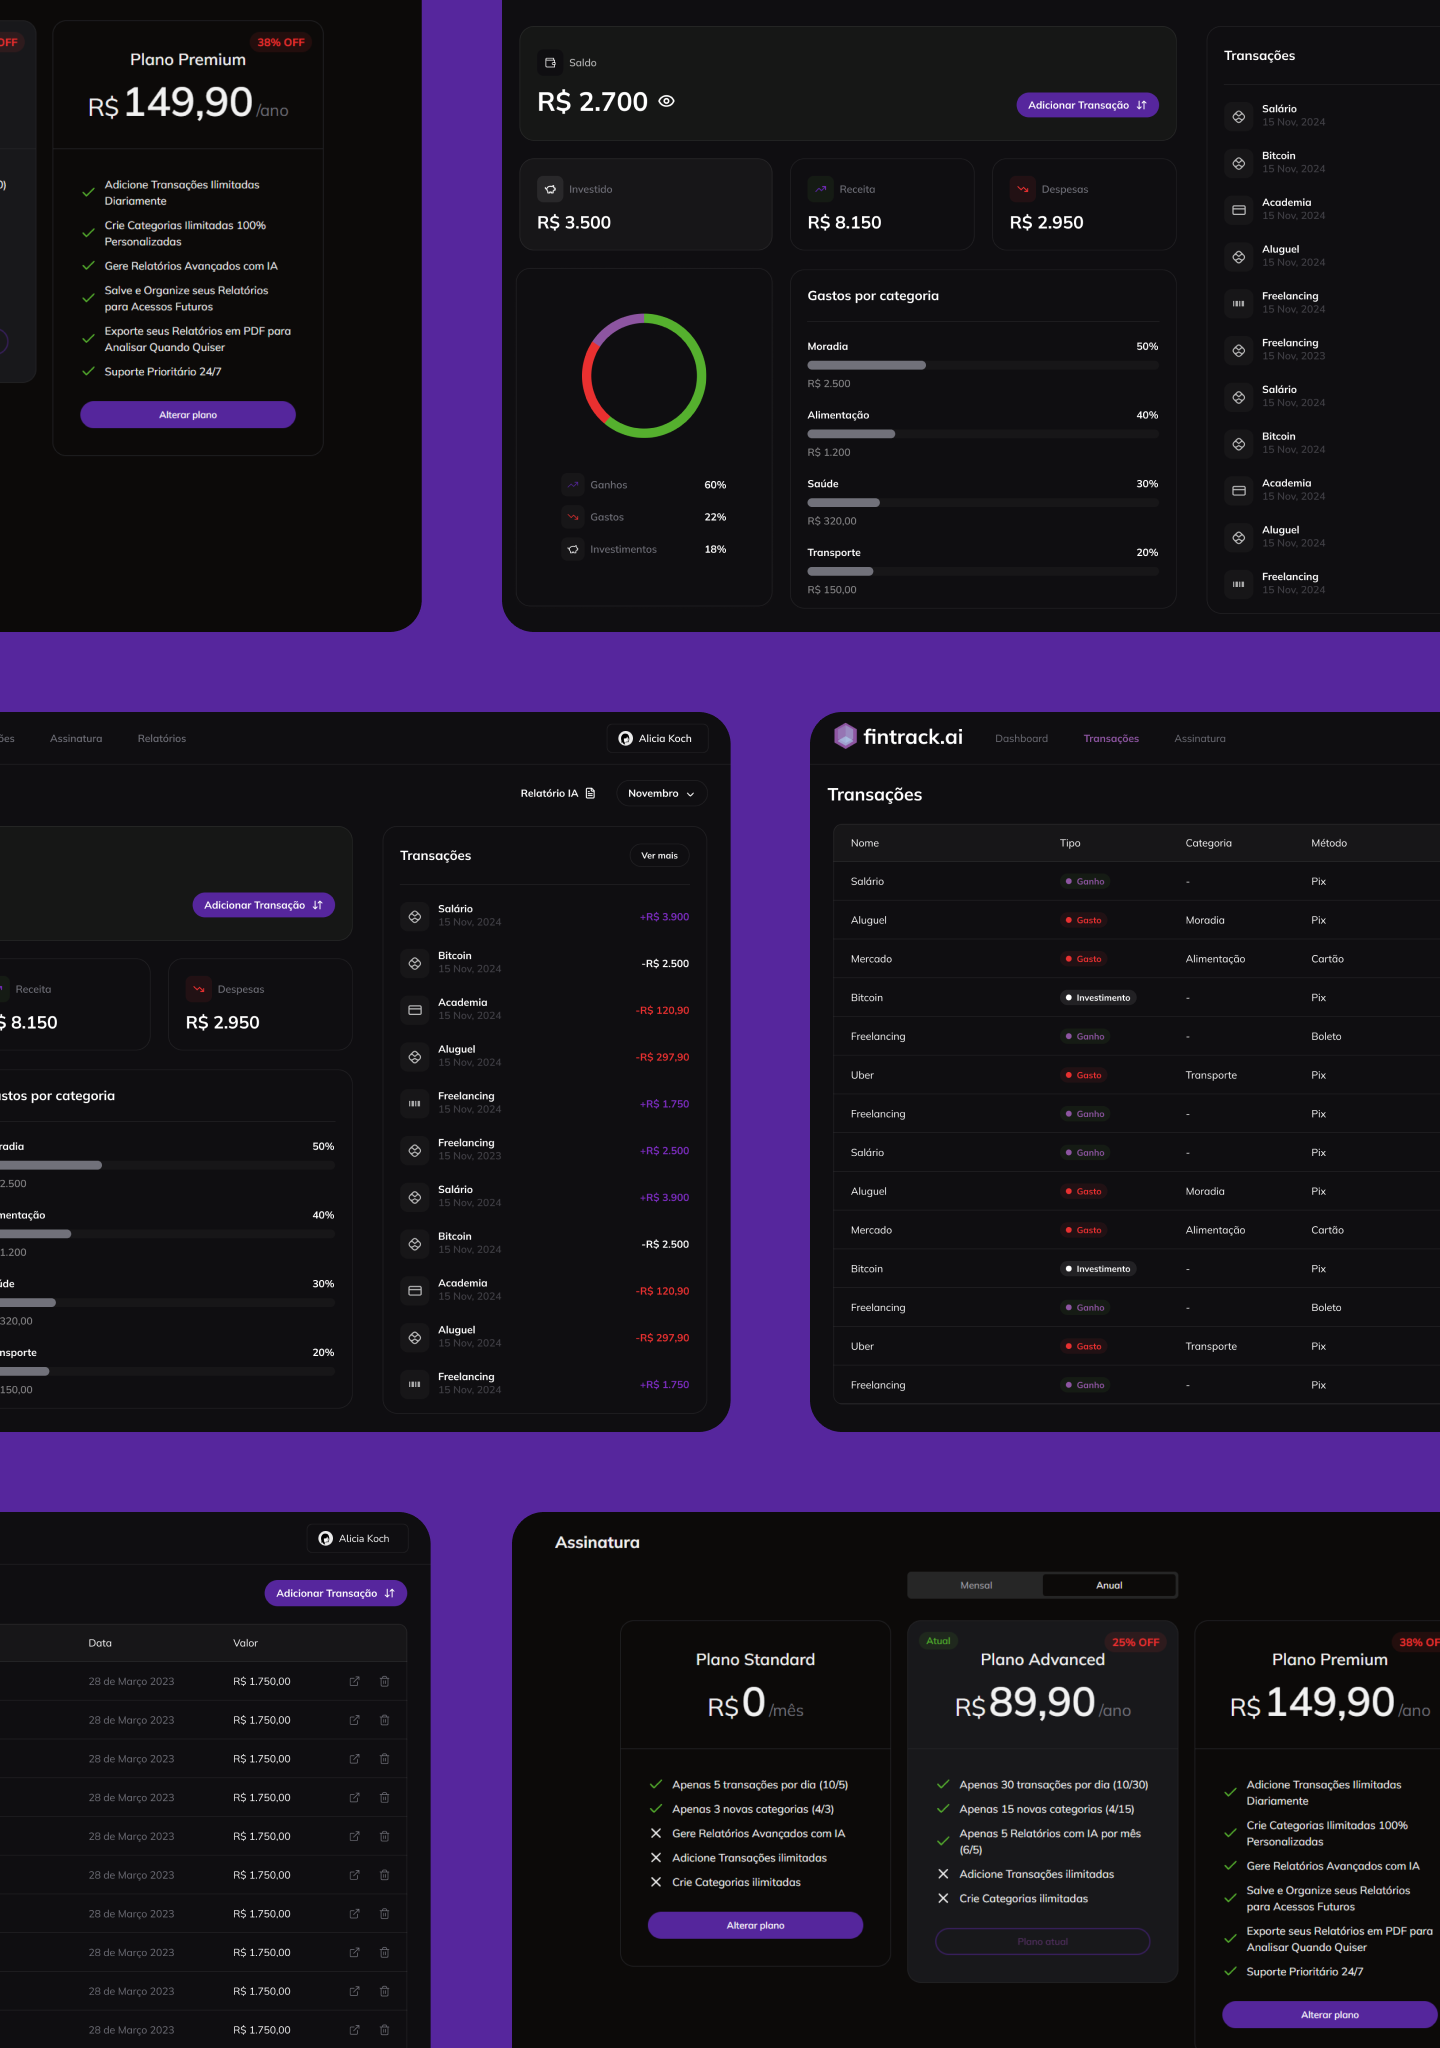 OFF
38% OFF
Plano Premium
R$ 149,90 /ano
Adicione Transações Ilimitadas
Diariamente
Crie Categorias Ilimitadas 100%
Personalizadas
Gere Relatórios Avançados com IA
Salve e Organize seus Relatórios
para Acessos Futuros
Exporte seus Relatórios em PDF para
Analisar Quando Quiser
Suporte Prioritário 24/7
Alterar plano
Saldo
R$ 2.700
Adicionar Transação
Investido
R$ 3.500
Receita
R$ 8.150
Despesas
R$ 2.950
Ganhos 60%
Gastos 22%
Investimentos 18%
Gastos por categoria
Moradia 50%
R$ 2.500
Alimentação 40%
R$ 1.200
Saúde 30%
R$ 320,00
Transporte 20%
R$ 150,00
Transações
Salário
15 Nov, 2024
Bitcoin
15 Nov, 2024
Academia
15 Nov, 2024
Aluguel
15 Nov, 2024
Freelancing
15 Nov, 2024
Freelancing
15 Nov, 2023
Salário
15 Nov, 2024
Bitcoin
15 Nov, 2024
Academia
15 Nov, 2024
Aluguel
15 Nov, 2024
Freelancing
15 Nov, 2024
ões Assinatura Relatórios Alicia Koch
Relatório IA Novembro
Adicionar Transação
Receita
$ 8.150
Despesas
R$ 2.950
stos por categoria
radia 50%
2.500
mentação 40%
1.200
úde 30%
320,00
nsporte 20%
150,00
Transações Ver mais
Salário
15 Nov, 2024 +R$ 3.900
Bitcoin
15 Nov, 2024 -R$ 2.500
Academia
15 Nov, 2024 -R$ 120,90
Aluguel
15 Nov, 2024 -R$ 297,90
Freelancing
15 Nov, 2024 +R$ 1.750
Freelancing
15 Nov, 2023 +R$ 2.500
Salário
15 Nov, 2024 +R$ 3.900
Bitcoin
15 Nov, 2024 -R$ 2.500
Academia
15 Nov, 2024 -R$ 120,90
Aluguel
15 Nov, 2024 -R$ 297,90
Freelancing
15 Nov, 2024 +R$ 1.750
fintrack.ai Dashboard Transações Assinatura
Transações
Nome Tipo Categoria Método
Salário Ganho - Pix
Aluguel Gasto Moradia Pix
Mercado Gasto Alimentação Cartão
Bitcoin Investimento - Pix
Freelancing Ganho - Boleto
Uber Gasto Transporte Pix
Freelancing Ganho - Pix
Salário Ganho - Pix
Aluguel Gasto Moradia Pix
Mercado Gasto Alimentação Cartão
Bitcoin Investimento - Pix
Freelancing Ganho - Boleto
Uber Gasto Transporte Pix
Freelancing Ganho - Pix
Alicia Koch
Adicionar Transação
Data Valor
28 de Março 2023 R$ 1.750,00
28 de Março 2023 R$ 1.750,00
28 de Março 2023 R$ 1.750,00
28 de Março 2023 R$ 1.750,00
28 de Março 2023 R$ 1.750,00
28 de Março 2023 R$ 1.750,00
28 de Março 2023 R$ 1.750,00
28 de Março 2023 R$ 1.750,00
28 de Março 2023 R$ 1.750,00
28 de Março 2023 R$ 1.750,00
Assinatura
Mensal Anual
Plano Standard
R$ 0 /mês
Apenas 5 transações por dia (10/5)
Apenas 3 novas categorias (4/3)
Gere Relatórios Avançados com IA
Adicione Transações ilimitadas
Crie Categorias ilimitadas
Alterar plano
Atual 25% OFF
Plano Advanced
R$ 89,90 /ano
Apenas 30 transações por dia (10/30)
Apenas 15 novas categorias (4/15)
Apenas 5 Relatórios com IA por mês
(6/5)
Adicione Transações ilimitadas
Crie Categorias ilimitadas
Plano atual
38% OF
Plano Premium
R$ 149,90 /ano
Adicione Transações Ilimitadas
Diariamente
Crie Categorias Ilimitadas 100%
Personalizadas
Gere Relatórios Avançados com IA
Salve e Organize seus Relatórios
para Acessos Futuros
Exporte seus Relatórios em PDF para
Analisar Quando Quiser
Suporte Prioritário 24/7
Alterar plano